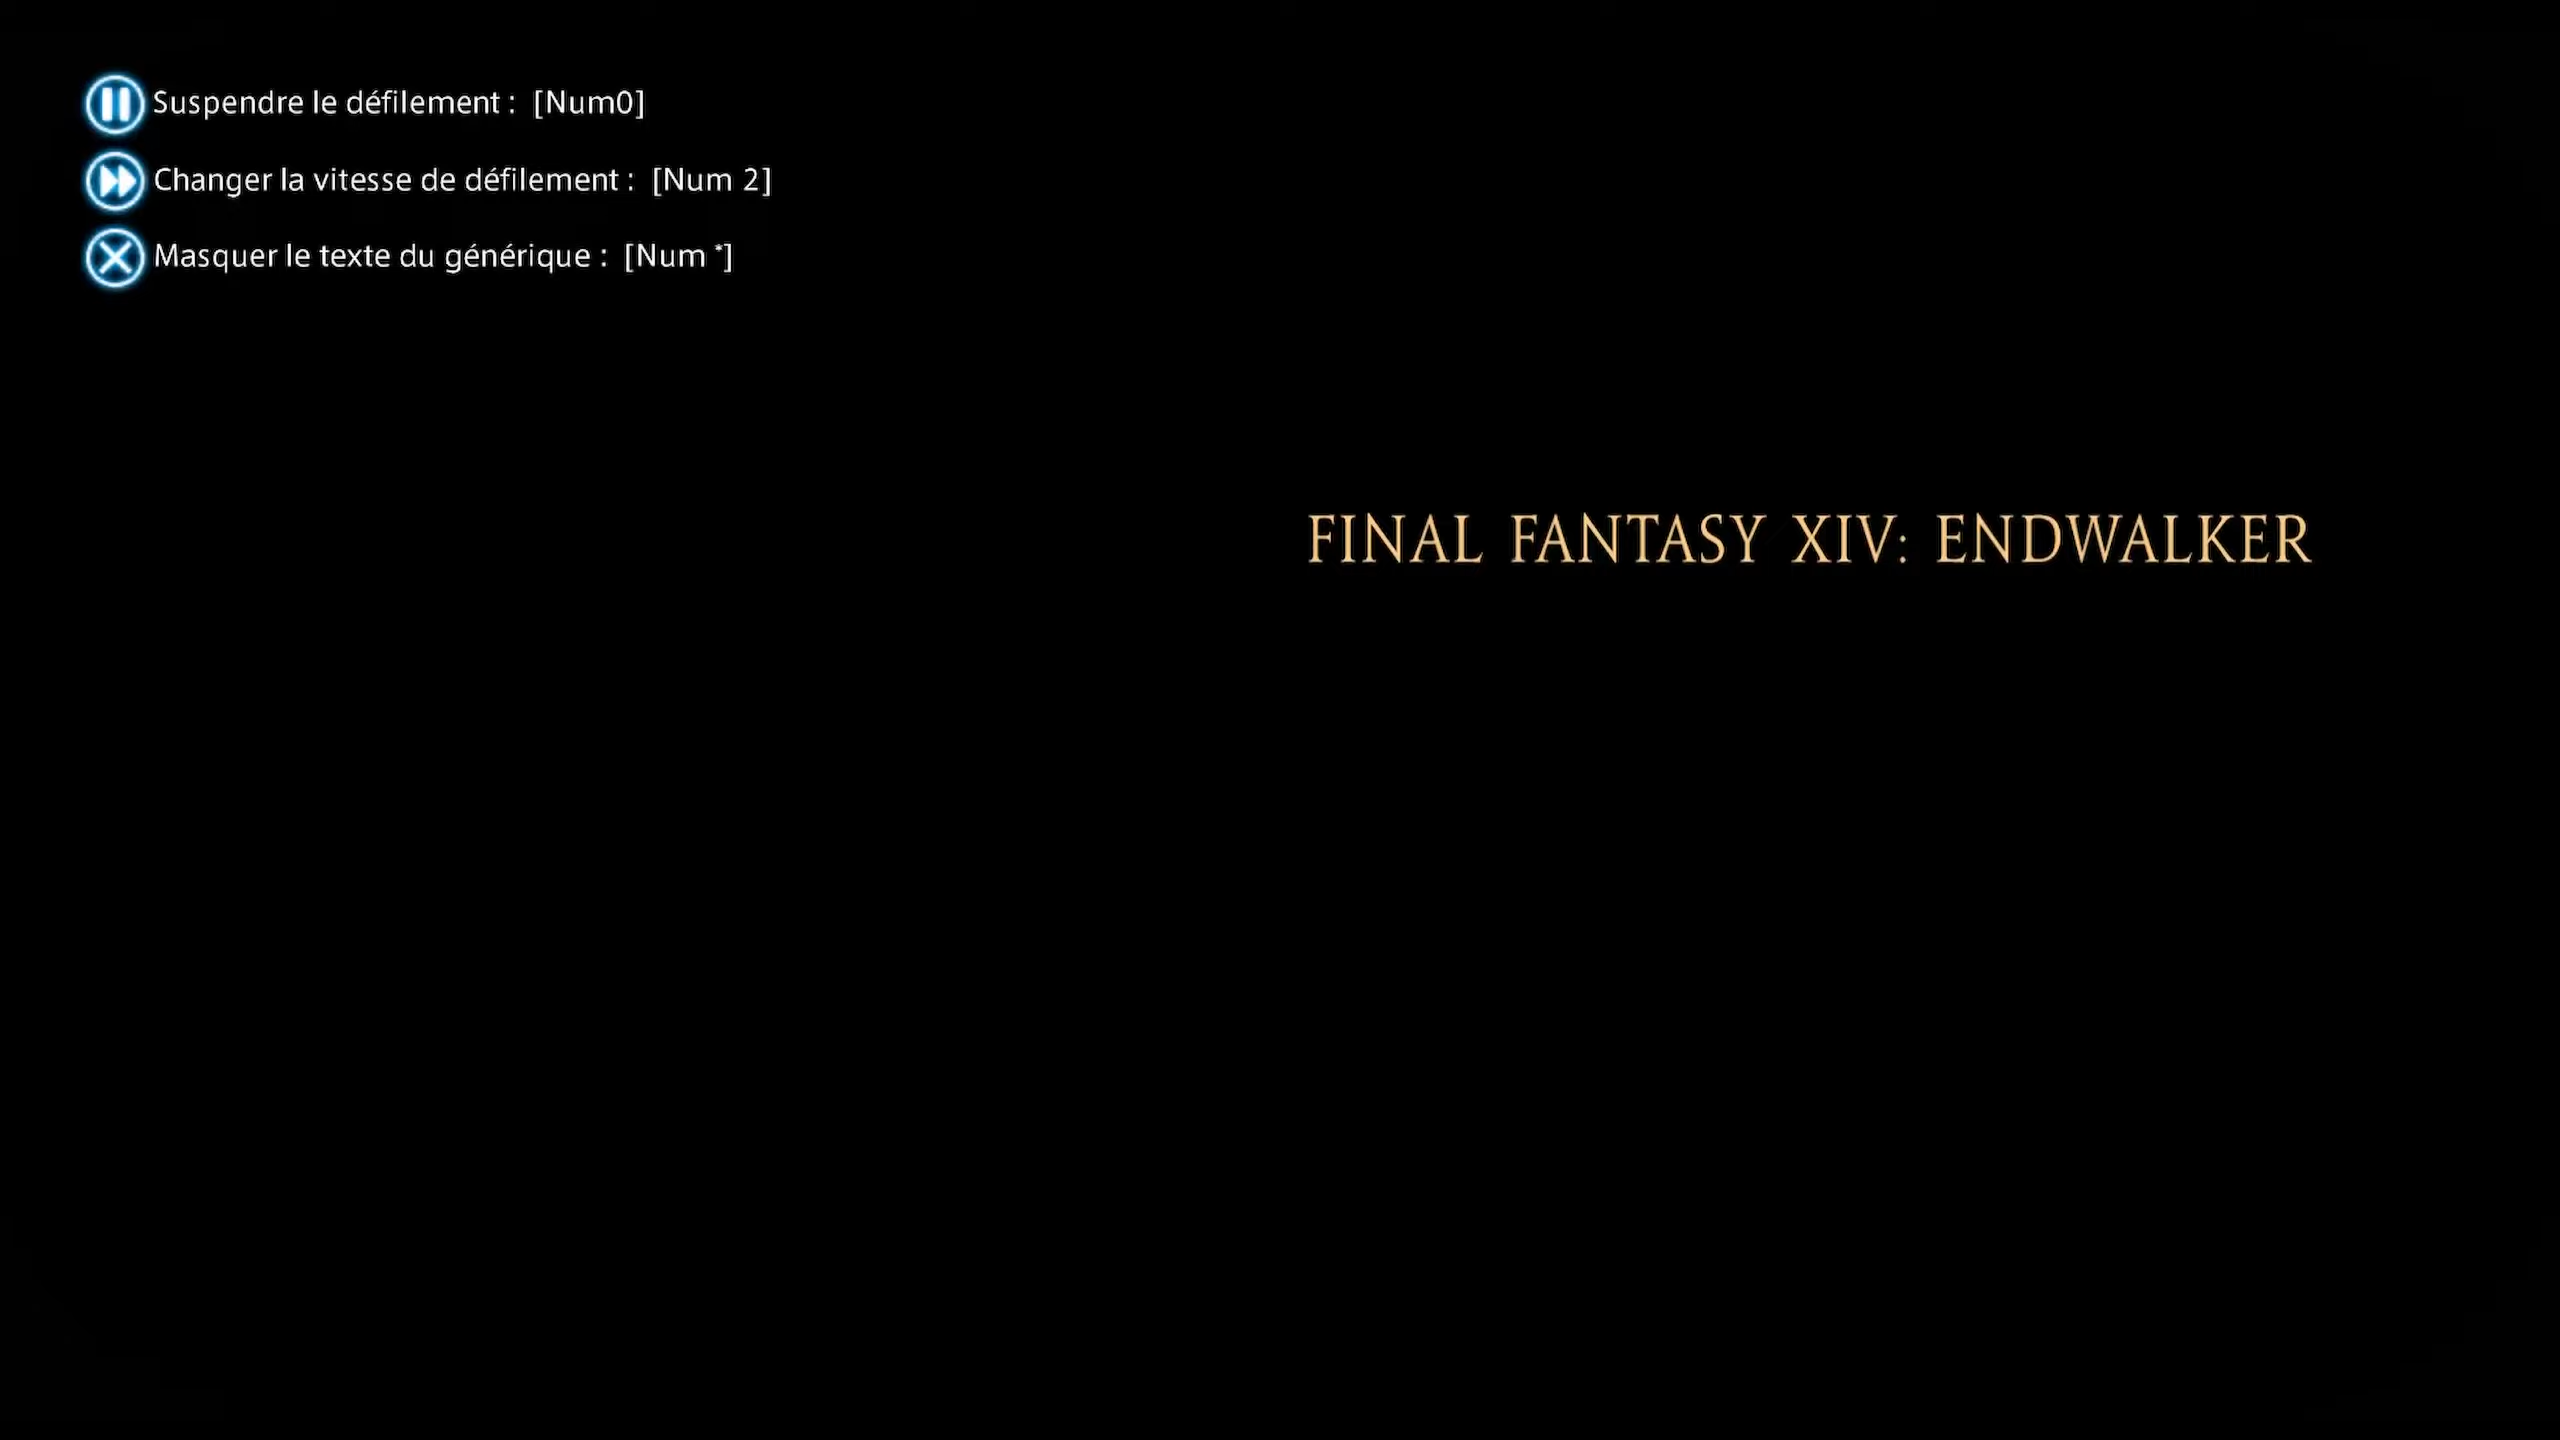 Suspendre le défilement : [Num0]
Changer la vitesse de défilement : [Num 2]
Masquer le texte du générique : [Num *]
FINAL FANTASY XIV: ENDWALKER